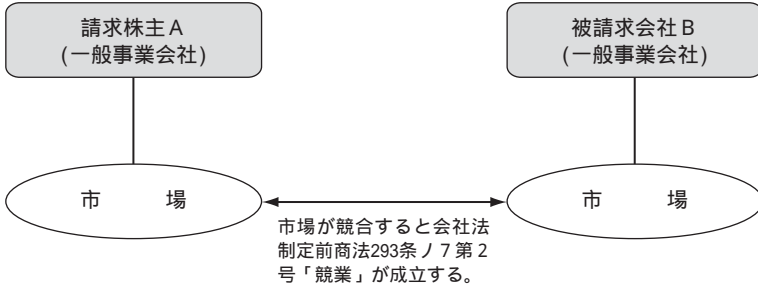 請求株主A
(一般事業会社)
被請求会社B
(一般事業会社)
市　　場
市　　場
市場が競合すると会社法
制定前商法293条ノ7第2
号「競業」が成立する。